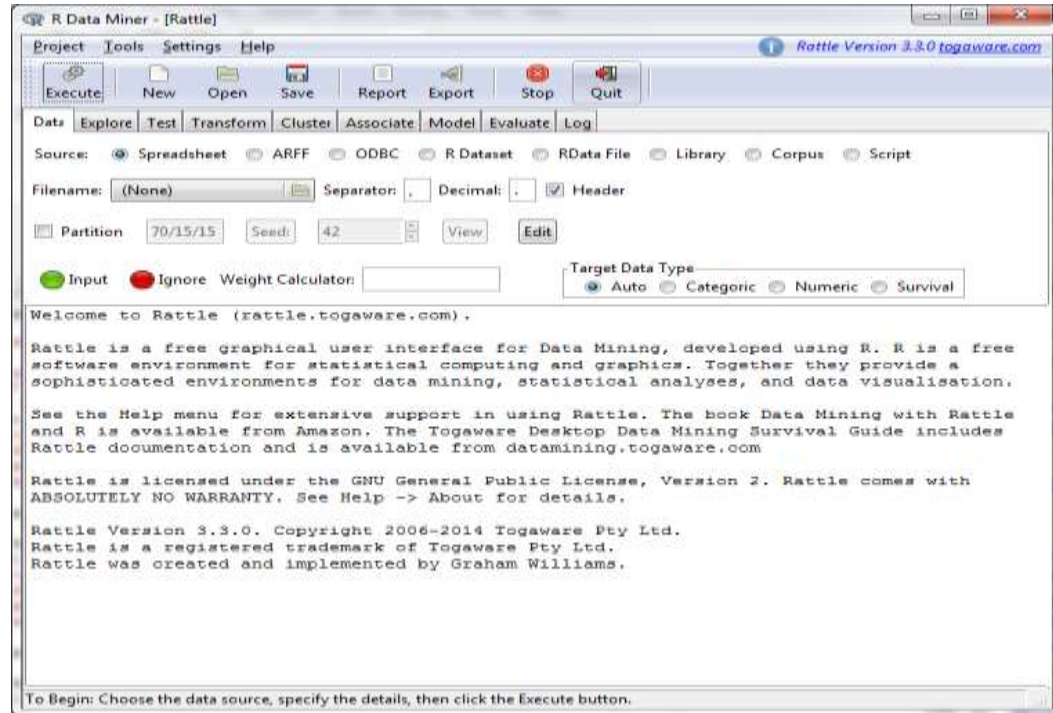 R Data Miner - [Rattle]
Project Tools Settings Help
Rattle Version 3.3.0 togaware.com
Execute New Open Save Report Export Stop Quit
Data Explore Test Transform Cluster Associate Model Evaluate Log
Source: Spreadsheet ARFF ODBC R Dataset RData File Library Corpus Script
Filename: (None) Separator: , Decimal: . Header
Partition 70/15/15 Seed: 42 View Edit
Input Ignore Weight Calculator:
Target Data Type
Auto Categoric Numeric Survival
Welcome to Rattle (rattle.togaware.com).
Rattle is a free graphical user interface for Data Mining, developed using R. R is a free
software environment for statistical computing and graphics. Together they provide a
sophisticated environments for data mining, statistical analyses, and data visualisation.
See the Help menu for extensive support in using Rattle. The book Data Mining with Rattle
and R is available from Amazon. The Togaware Desktop Data Mining Survival Guide includes
Rattle documentation and is available from datamining.togaware.com
Rattle is licensed under the GNU General Public License, Version 2. Rattle comes with
ABSOLUTELY NO WARRANTY. See Help -> About for details.
Rattle Version 3.3.0. Copyright 2006-2014 Togaware Pty Ltd.
Rattle is a registered trademark of Togaware Pty Ltd.
Rattle was created and implemented by Graham Williams.
To Begin: Choose the data source, specify the details, then click the Execute button.